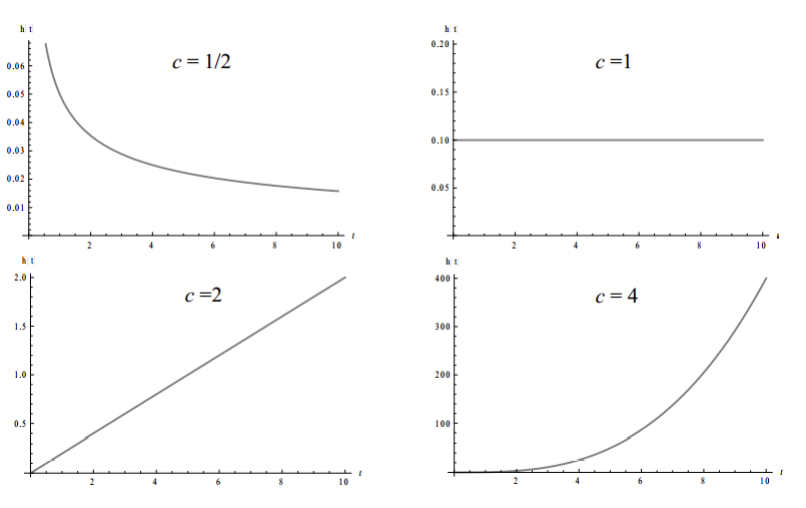 h t
c = 1/2
0.06
0.05
0.04
0.03
0.02
0.01
2 4 6 8 10 t
h t
0.20
c =1
0.15
0.10
0.05
2 4 6 8 10
h t
2.0
c =2
1.5
1.0
0.5
2 4 6 8 10 t
h t
400
c = 4
300
200
100
2 4 6 8 10 t